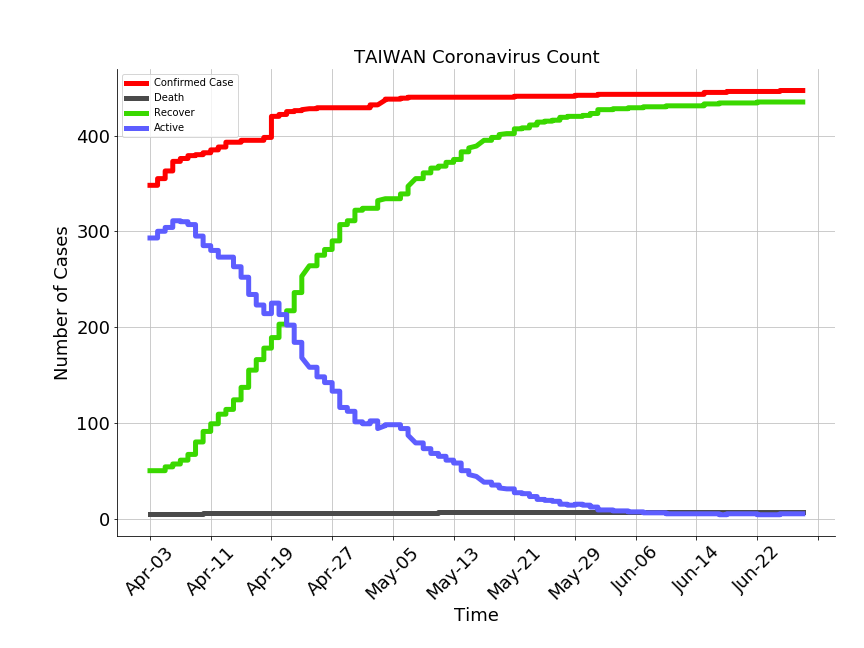 TAIWAN Coronavirus Count
Confirmed Case
Death
Recover
Active
Number of Cases
400
300
200
100
0
Apr-03
Apr-11
Apr-19
Apr-27
May-05
May-13
May-21
May-29
Jun-06
Jun-14
Jun-22
Time